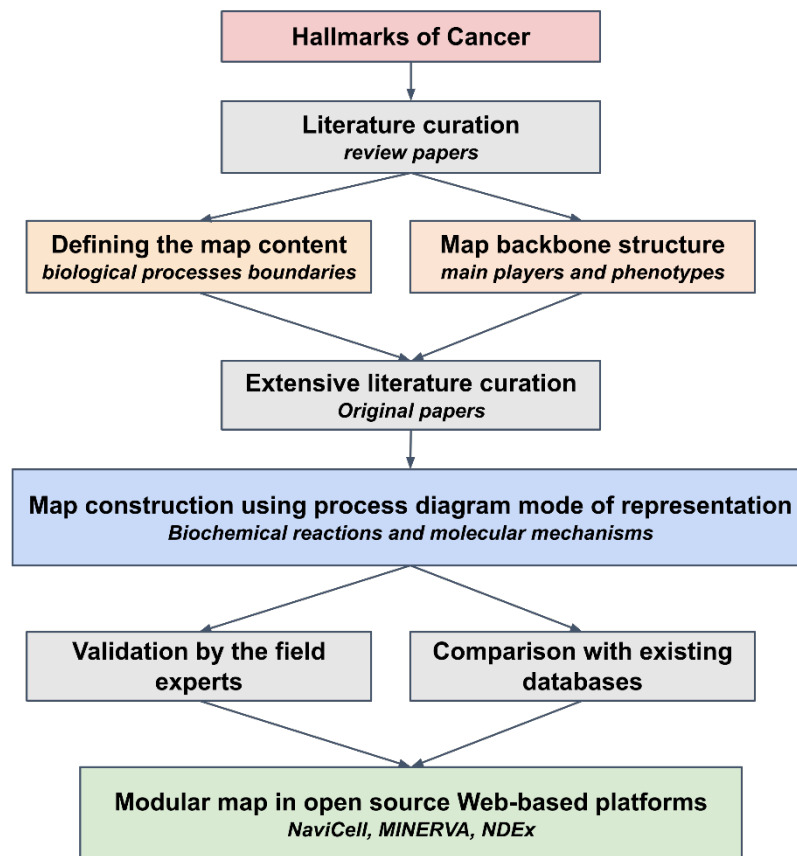 Hallmarks of Cancer
Literature curation
review papers
Defining the map content
biological processes boundaries
Map backbone structure
main players and phenotypes
Extensive literature curation
Original papers
Map construction using process diagram mode of representation
Biochemical reactions and molecular mechanisms
Validation by the field
experts
Comparison with existing
databases
Modular map in open source Web-based platforms
NaviCell, MINERVA, NDEx